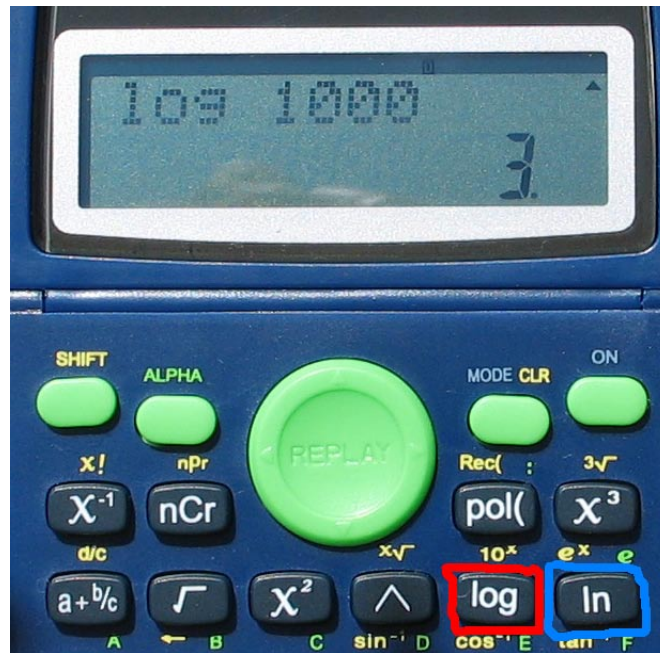 D
log 1000
3.
SHIFT ALPHA MODE CLR ON
REPLAY
x! nPr Rec( : 3√
X⁻¹ nCr pol( X³
d/c x√ 10ˣ eˣ e
a+b/c √ X² ^ log ln
A ← B C sin⁻¹ D cos⁻¹ E tan⁻¹ F